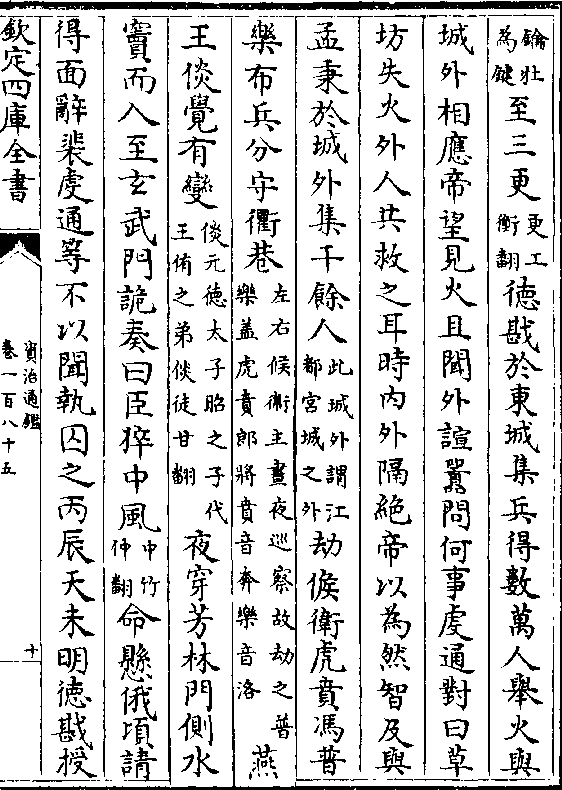 鑰牡為鍵至三更更工衡翻德戡於東城集兵得數萬人舉火與
城外相應帝望見火且聞外諠囂問何事虔通對曰草
坊失火外人共救之耳時内外隔絶帝以為然智及與
孟秉於城外集千餘人此城外謂江都宮城之外劫候衛虎賁馮普
樂布兵分守衢巷左右候衛主晝夜巡察故劫之普樂盖虎賁郎將賁音奔樂音洛燕
王倓覺有變倓元德太子昭之子代王侑之弟倓徒甘翻夜穿芳林門側水
竇而入至玄武門詭奏曰臣猝中風中竹仲翻命懸俄頃請
得面辭裴虔通等不以聞執囚之丙辰天未明德戡授
欽定四庫全書
資治通鑑
卷一百八十五
十